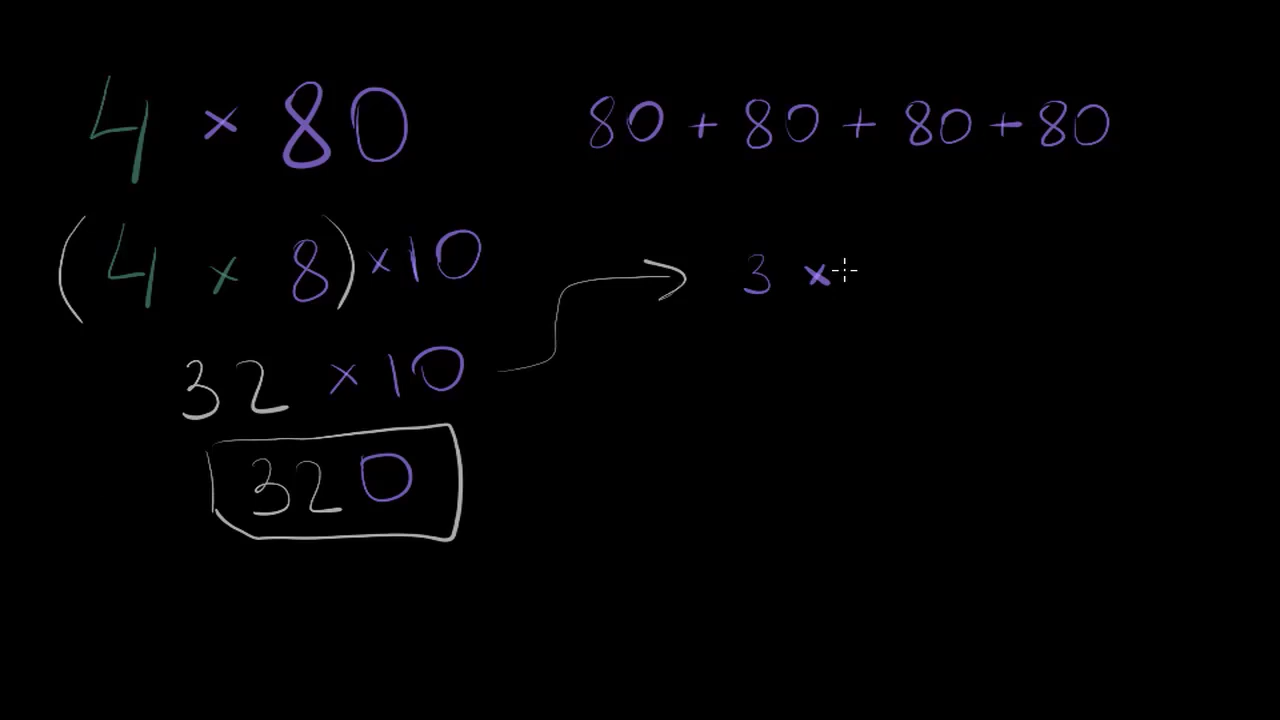 4 × 80
80 + 80 + 80 + 80
(4 × 8) × 10
3 ×
32 × 10
320